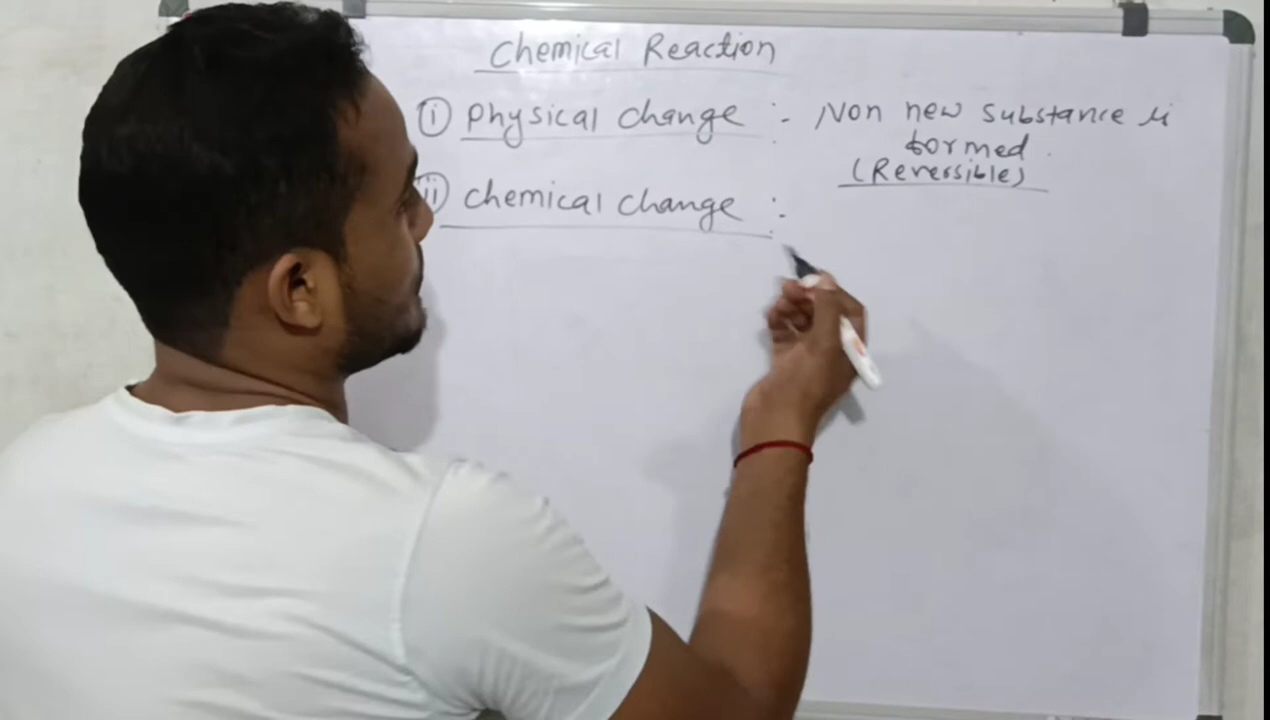 Chemical Reaction
(i) Physical change :- Non new substance is
formed.
(Reversible)
(ii) chemical change :-